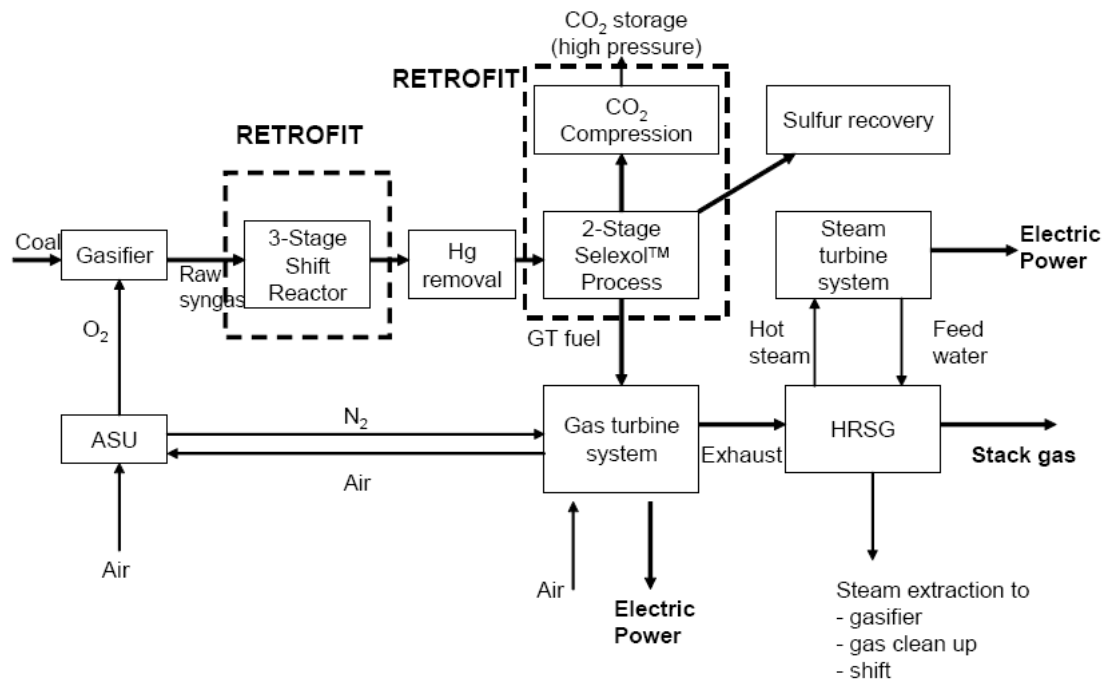 CO₂ storage
(high pressure)
RETROFIT
RETROFIT
CO₂
Compression
Sulfur recovery
Coal
Gasifier
Raw
syngas
3-Stage
Shift
Reactor
Hg
removal
2-Stage
Selexol™
Process
Steam
turbine
system
Electric
Power
O₂
GT fuel
Hot
steam
Feed
water
ASU
N₂
Air
Gas turbine
system
Exhaust
HRSG
Stack gas
Air
Air
Electric
Power
Steam extraction to
- gasifier
- gas clean up
- shift